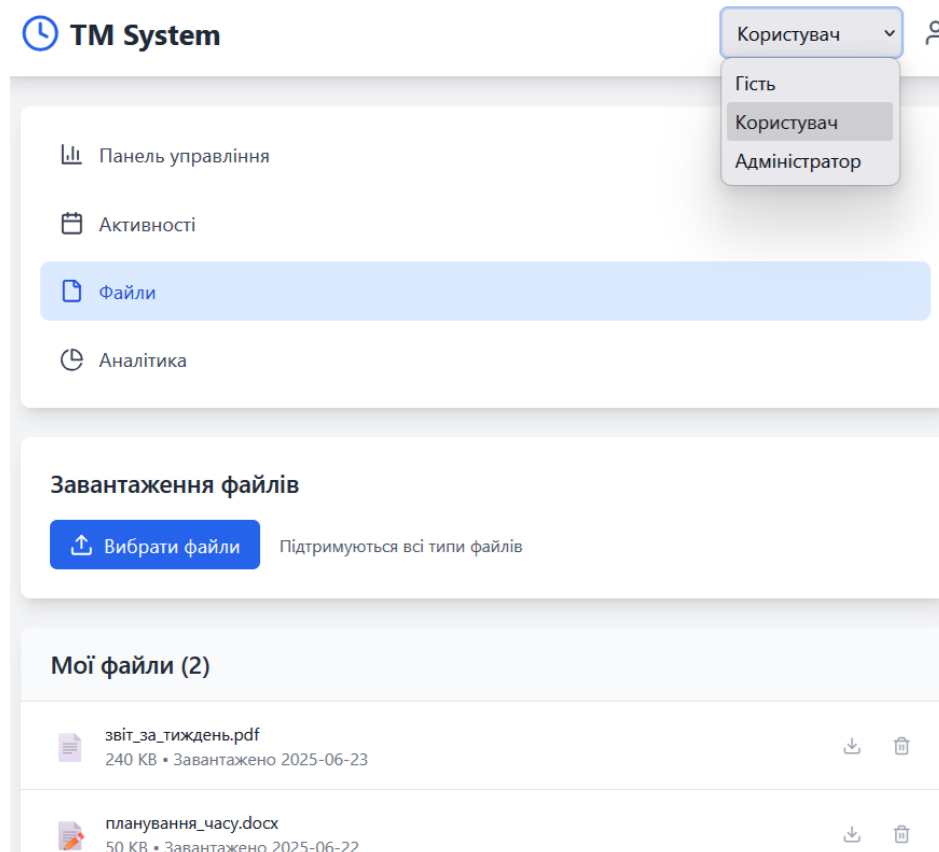 TM System
Користувач
Гість
Користувач
Адміністратор
Панель управління
Активності
Файли
Аналітика
Завантаження файлів
Вибрати файли
Підтримуються всі типи файлів
Мої файли (2)
звіт_за_тиждень.pdf
240 KB • Завантажено 2025-06-23
планування_часу.docx
50 KB • Завантажено 2025-06-22